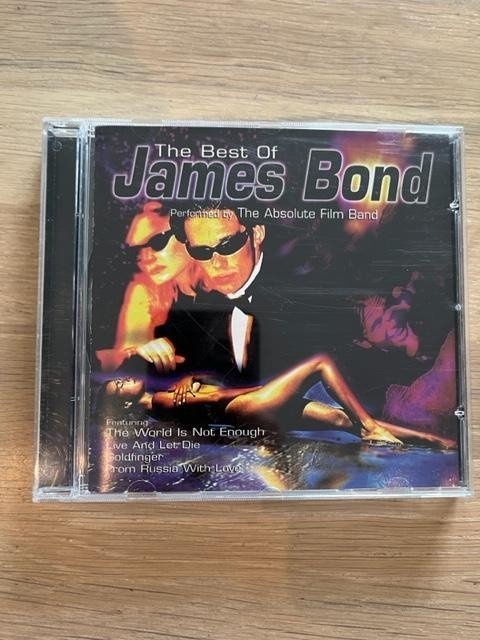 The Best Of
James Bond
Performed by The Absolute Film Band
Featuring
The World Is Not Enough
Live And Let Die
Goldfinger
From Russia With Love